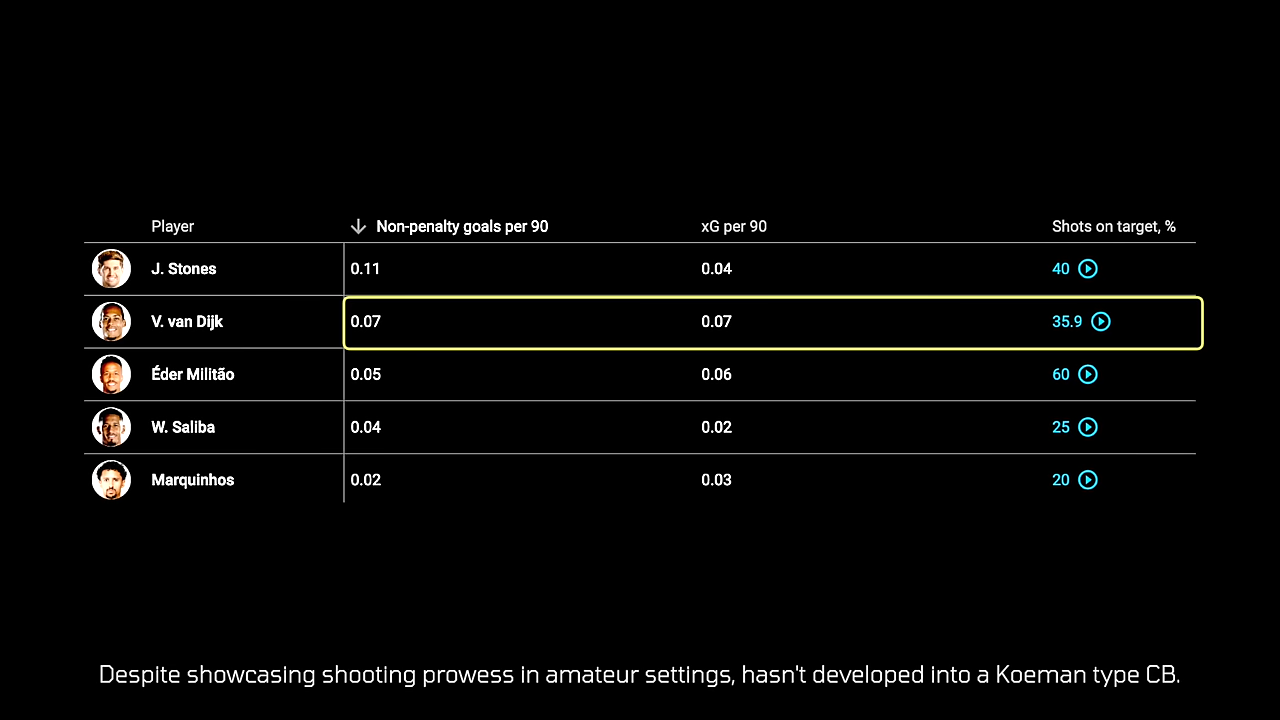 Player Non-penalty goals per 90 xG per 90 Shots on target, %
J. Stones 0.11 0.04 40
V. van Dijk 0.07 0.07 35.9
Éder Militão 0.05 0.06 60
W. Saliba 0.04 0.02 25
Marquinhos 0.02 0.03 20
Despite showcasing shooting prowess in amateur settings, hasn't developed into a Koeman type CB.